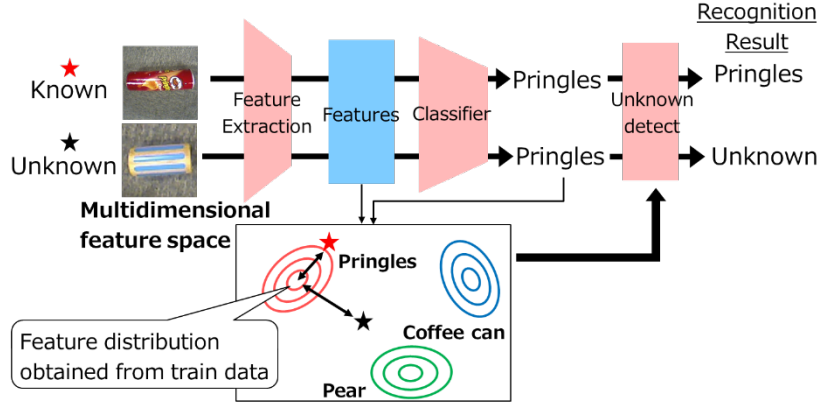 Recognition
Result
Known
Feature
Extraction
Features
Classifier
Pringles
Unknown
detect
Pringles
Unknown
Pringles
Unknown
Multidimensional
feature space
Pringles
Coffee can
Pear
Feature distribution
obtained from train data